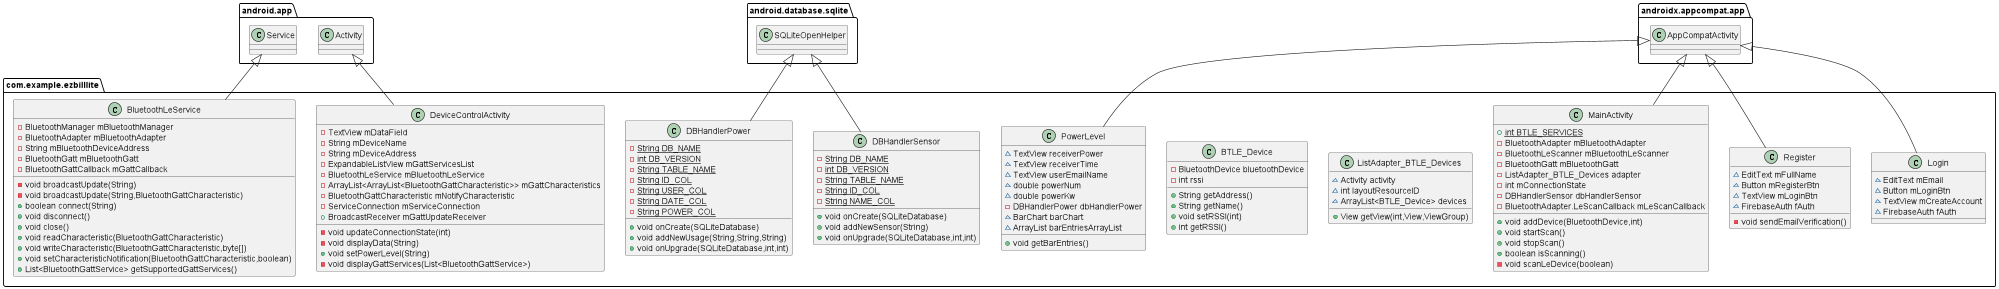 android.app
C Service
C Activity
android.database.sqlite
C SQLiteOpenHelper
androidx.appcompat.app
C AppCompatActivity
com.example.ezbilllite
C BluetoothLeService
BluetoothManager mBluetoothManager
BluetoothAdapter mBluetoothAdapter
String mBluetoothDeviceAddress
BluetoothGatt mBluetoothGatt
BluetoothGattCallback mGattCallback
void broadcastUpdate(String)
void broadcastUpdate(String,BluetoothGattCharacteristic)
boolean connect(String)
void disconnect()
void close()
void readCharacteristic(BluetoothGattCharacteristic)
void writeCharacteristic(BluetoothGattCharacteristic,byte[])
void setCharacteristicNotification(BluetoothGattCharacteristic,boolean)
List<BluetoothGattService> getSupportedGattServices()
C DeviceControlActivity
TextView mDataField
String mDeviceName
String mDeviceAddress
ExpandableListView mGattServicesList
BluetoothLeService mBluetoothLeService
ArrayList<ArrayList<BluetoothGattCharacteristic>> mGattCharacteristics
BluetoothGattCharacteristic mNotifyCharacteristic
ServiceConnection mServiceConnection
BroadcastReceiver mGattUpdateReceiver
void updateConnectionState(int)
void displayData(String)
void setPowerLevel(String)
void displayGattServices(List<BluetoothGattService>)
C DBHandlerPower
String DB_NAME
int DB_VERSION
String TABLE_NAME
String ID_COL
String USER_COL
String DATE_COL
String POWER_COL
void onCreate(SQLiteDatabase)
void addNewUsage(String,String,String)
void onUpgrade(SQLiteDatabase,int,int)
C DBHandlerSensor
String DB_NAME
int DB_VERSION
String TABLE_NAME
String ID_COL
String NAME_COL
void onCreate(SQLiteDatabase)
void addNewSensor(String)
void onUpgrade(SQLiteDatabase,int,int)
C PowerLevel
TextView receiverPower
TextView receiverTime
TextView userEmailName
double powerNum
double powerKw
DBHandlerPower dbHandlerPower
BarChart barChart
ArrayList barEntriesArrayList
void getBarEntries()
C BTLE_Device
BluetoothDevice bluetoothDevice
int rssi
String getAddress()
String getName()
void setRSSI(int)
int getRSSI()
C ListAdapter_BTLE_Devices
Activity activity
int layoutResourceID
ArrayList<BTLE_Device> devices
View getView(int,View,ViewGroup)
C MainActivity
int BTLE_SERVICES
BluetoothAdapter mBluetoothAdapter
BluetoothLeScanner mBluetoothLeScanner
BluetoothGatt mBluetoothGatt
ListAdapter_BTLE_Devices adapter
int mConnectionState
DBHandlerSensor dbHandlerSensor
BluetoothAdapter.LeScanCallback mLeScanCallback
void addDevice(BluetoothDevice,int)
void startScan()
void stopScan()
boolean isScanning()
void scanLeDevice(boolean)
C Register
EditText mFullName
Button mRegisterBtn
TextView mLoginBtn
FirebaseAuth fAuth
void sendEmailVerification()
C Login
EditText mEmail
Button mLoginBtn
TextView mCreateAccount
FirebaseAuth fAuth